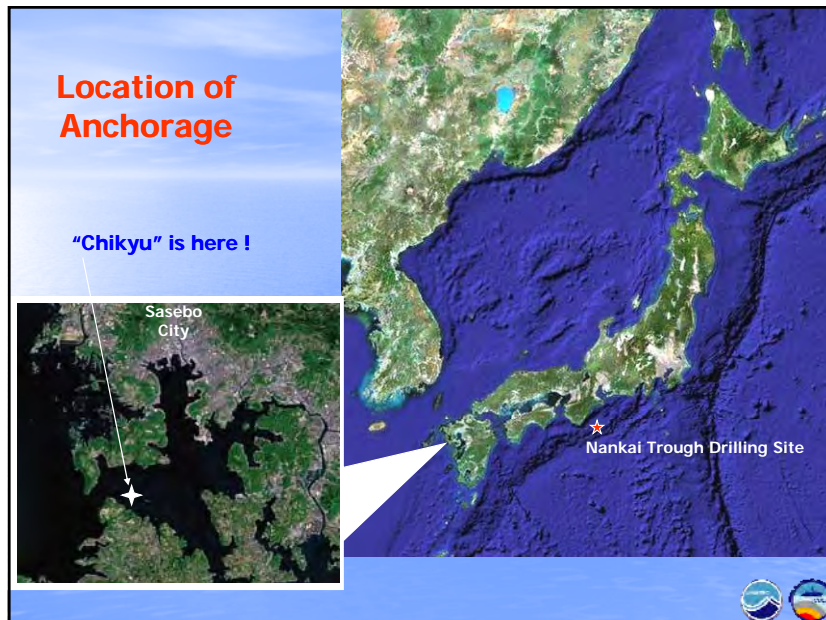 Location of
Anchorage
“Chikyu” is here !
Sasebo
City
Nankai Trough Drilling Site